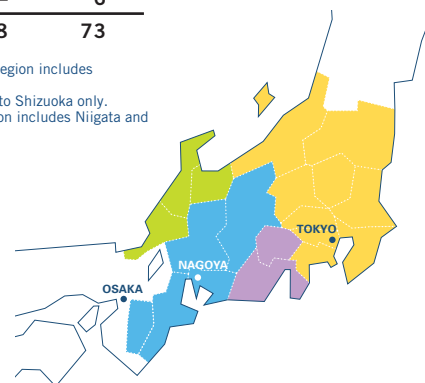 73
egion includes
to Shizuoka only.
on includes Niigata and
TOKYO
NAGOYA
OSAKA